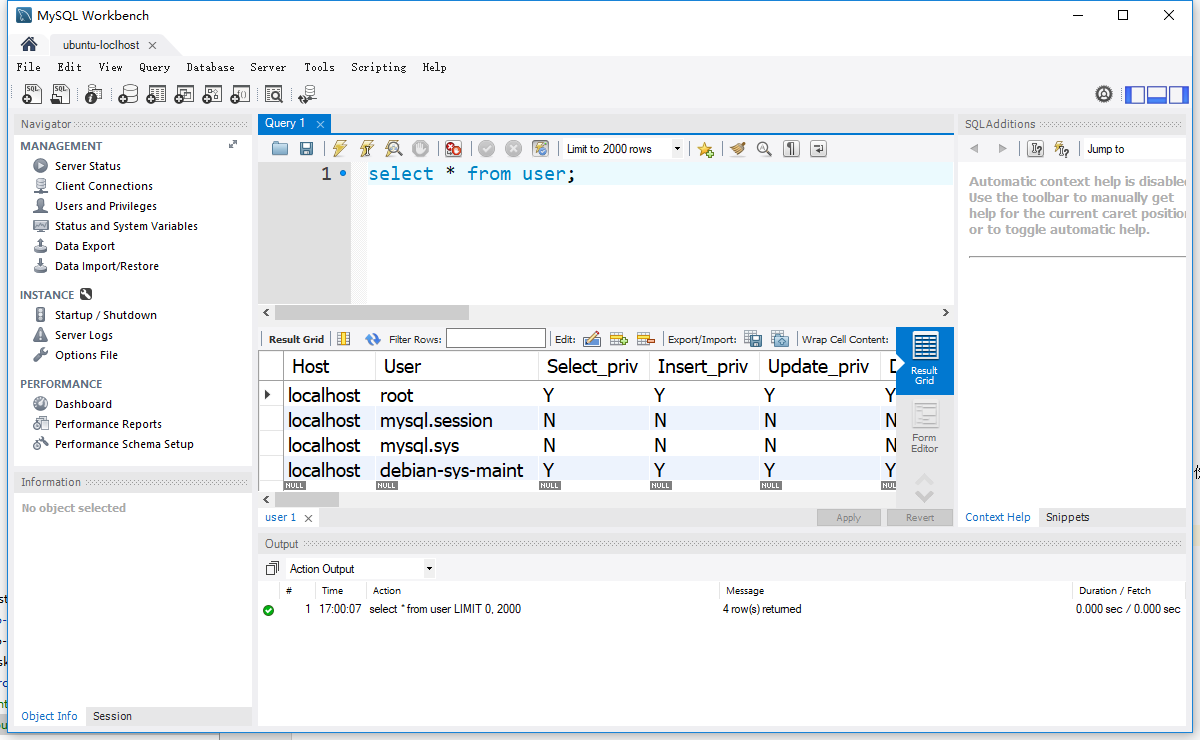 MySQL Workbench
ubuntu-loclhost
File Edit View Query Database Server Tools Scripting Help
Navigator
MANAGEMENT
Server Status
Client Connections
Users and Privileges
Status and System Variables
Data Export
Data Import/Restore
INSTANCE
Startup / Shutdown
Server Logs
Options File
PERFORMANCE
Dashboard
Performance Reports
Performance Schema Setup
Information
No object selected
Object Info Session
Query 1
Limit to 2000 rows
1 select * from user;
Result Grid Filter Rows: Edit: Export/Import: Wrap Cell Content:
Host User Select_priv Insert_priv Update_priv D
localhost root Y Y Y Y
localhost mysql.session N N N N
localhost mysql.sys N N N N
localhost debian-sys-maint Y Y Y Y
NULL NULL NULL NULL NULL NULL
Result
Grid
Form
Editor
user 1 Apply Revert
SQLAdditions
Jump to
Automatic context help is disabled
Use the toolbar to manually get
help for the current caret position
or to toggle automatic help.
Context Help Snippets
Output
Action Output
# Time Action Message Duration / Fetch
1 17:00:07 select * from user LIMIT 0, 2000 4 row(s) returned 0.000 sec / 0.000 sec